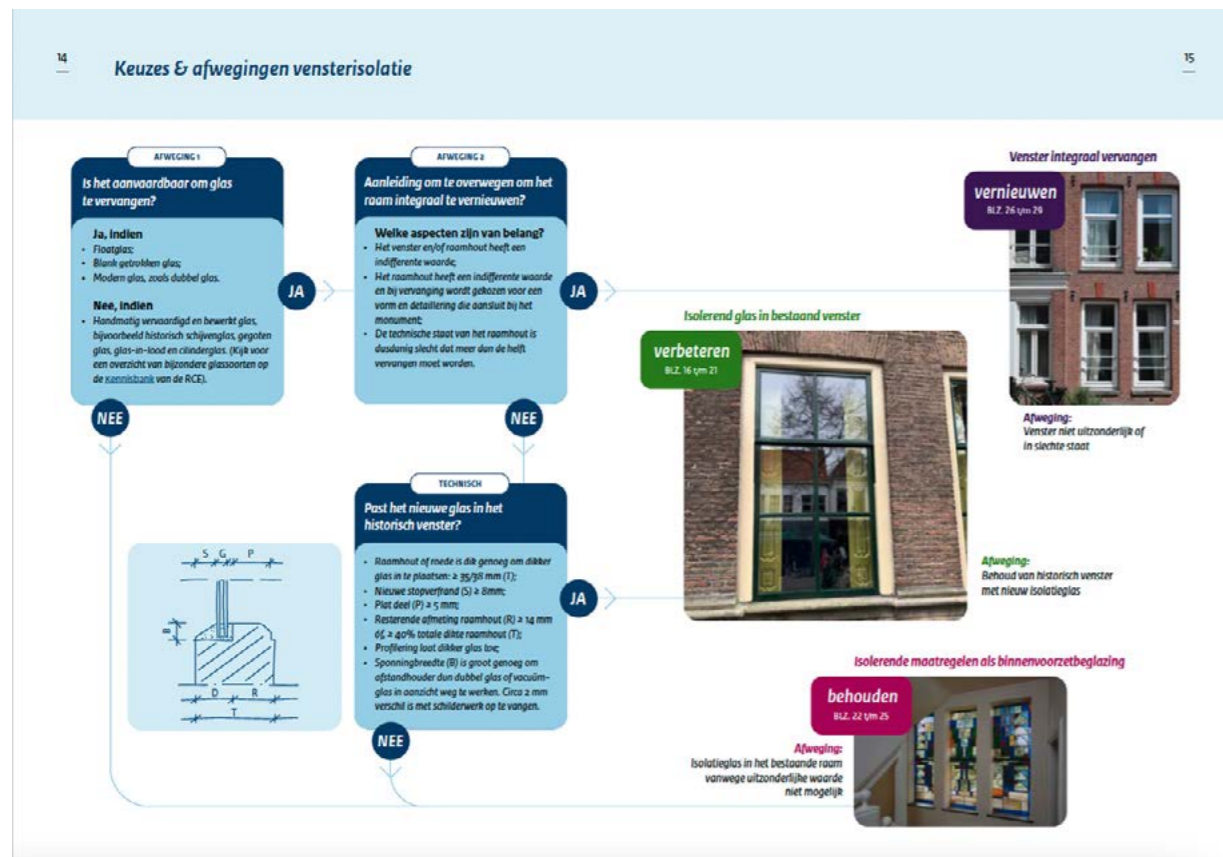 14
Keuzes & afwegingen vensterisolatie
15
AFWEGING 1
Is het aanvaardbaar om glas
te vervangen?
Ja, indien
• Floatglas;
• Blank getrokken glas;
• Modern glas, zoals dubbel glas.
Nee, indien
• Handmatig vervaardigd en bewerkt glas,
bijvoorbeeld historisch schijvenglas, gegoten
glas, glas-in-lood en cilinderglas. (Kijk voor
een overzicht van bijzondere glassoorten op
de Kennisbank van de RCE).
JA
NEE
AFWEGING 2
Aanleiding om te overwegen om het
raam integraal te vernieuwen?
Welke aspecten zijn van belang?
• Het venster en/of raamhout heeft een
indifferente waarde;
• Het raamhout heeft een indifferente waarde
en bij vervanging wordt gekozen voor een
vorm en detaillering die aansluit bij het
monument;
• De technische staat van het raamhout is
dusdanig slecht dat meer dan de helft
vervangen moet worden.
JA
NEE
TECHNISCH
Past het nieuwe glas in het
historisch venster?
• Raamhout of roede is dik genoeg om dikker
glas in te plaatsen: ≥ 35/38 mm (T);
• Nieuwe stopverfrand (S) ≥ 8mm;
• Plat deel (P) ≥ 5 mm;
• Resterende afmeting raamhout (R) ≥ 14 mm
óf, ≥ 40% totale dikte raamhout (T);
• Profilering laat dikker glas toe;
• Sponningbreedte (B) is groot genoeg om
afstandhouder dun dubbel glas of vacuüm-
glas in aanzicht weg te werken. Circa 2 mm
verschil is met schilderwerk op te vangen.
JA
NEE
S G P
B
D R
T
Venster integraal vervangen
vernieuwen
BLZ. 26 t/m 29
Afweging:
Venster niet uitzonderlijk of
in slechte staat
Isolerend glas in bestaand venster
verbeteren
BLZ. 16 t/m 21
Afweging:
Behoud van historisch venster
met nieuw isolatieglas
Isolerende maatregelen als binnenvoorzetbeglazing
behouden
BLZ. 22 t/m 25
Afweging:
Isolatieglas in het bestaande raam
vanwege uitzonderlijke waarde
niet mogelijk